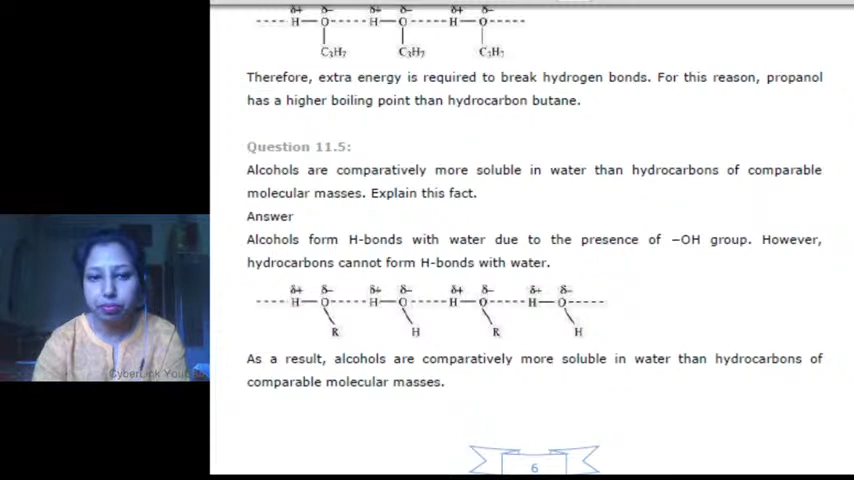 δ+ δ– δ+ δ– δ+ δ–
----H—O-----H—O-----H—O-----
C₃H₇ C₃H₇ C₃H₇
Therefore, extra energy is required to break hydrogen bonds. For this reason, propanol
has a higher boiling point than hydrocarbon butane.
Question 11.5:
Alcohols are comparatively more soluble in water than hydrocarbons of comparable
molecular masses. Explain this fact.
Answer
Alcohols form H-bonds with water due to the presence of −OH group. However,
hydrocarbons cannot form H-bonds with water.
δ+ δ– δ+ δ– δ+ δ– δ+ δ–
----H—O-----H—O-----H—O-----H—O-----
R H R H
As a result, alcohols are comparatively more soluble in water than hydrocarbons of
comparable molecular masses.
CyberLink
6